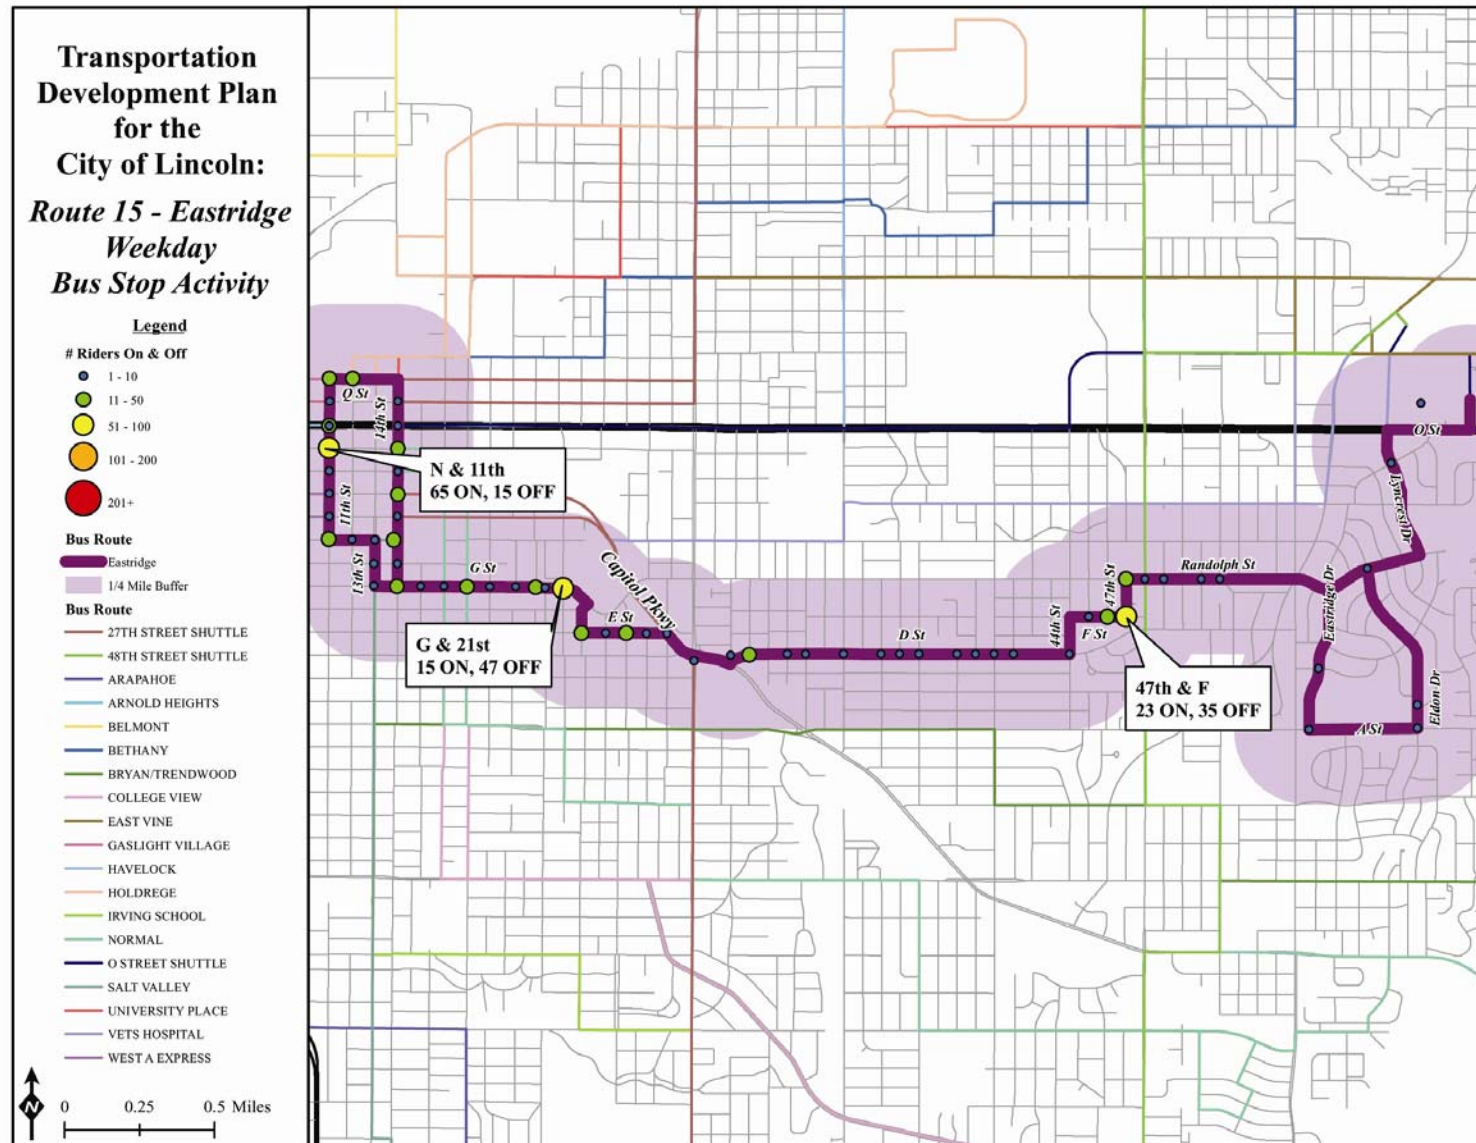 Transportation
Development Plan
for the
City of Lincoln:
Route 15 - Eastridge
Weekday
Bus Stop Activity
Legend
# Riders On & Off
1 - 10
11 - 50
51 - 100
101 - 200
201+
Bus Route
Eastridge
1/4 Mile Buffer
Bus Route
27TH STREET SHUTTLE
48TH STREET SHUTTLE
ARAPAHOE
ARNOLD HEIGHTS
BELMONT
BETHANY
BRYAN/TRENDWOOD
COLLEGE VIEW
EAST VINE
GASLIGHT VILLAGE
HAVELOCK
HOLDREGE
IRVING SCHOOL
NORMAL
O STREET SHUTTLE
SALT VALLEY
UNIVERSITY PLACE
VETS HOSPITAL
WEST A EXPRESS
N
0 0.25 0.5 Miles
Q St
14th St
N & 11th
65 ON, 15 OFF
11th St
13th St
G St
Capitol Pkwy
E St
G & 21st
15 ON, 47 OFF
D St
44th St
F St
47th St
47th & F
23 ON, 35 OFF
Randolph St
O St
Lyncrest Dr
Eastridge Dr
Eldon Dr
A St